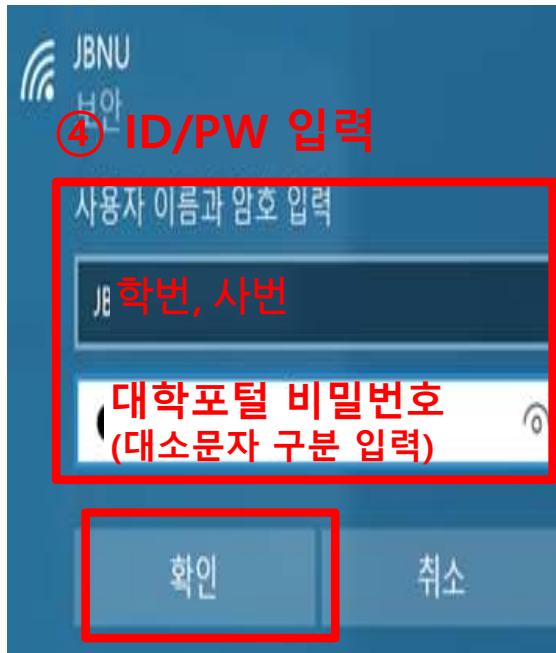 JBNU
보안
④ ID/PW 입력
사용자 이름과 암호 입력
JB 학번, 사번
대학포털 비밀번호
(대소문자 구분 입력)
확인 취소